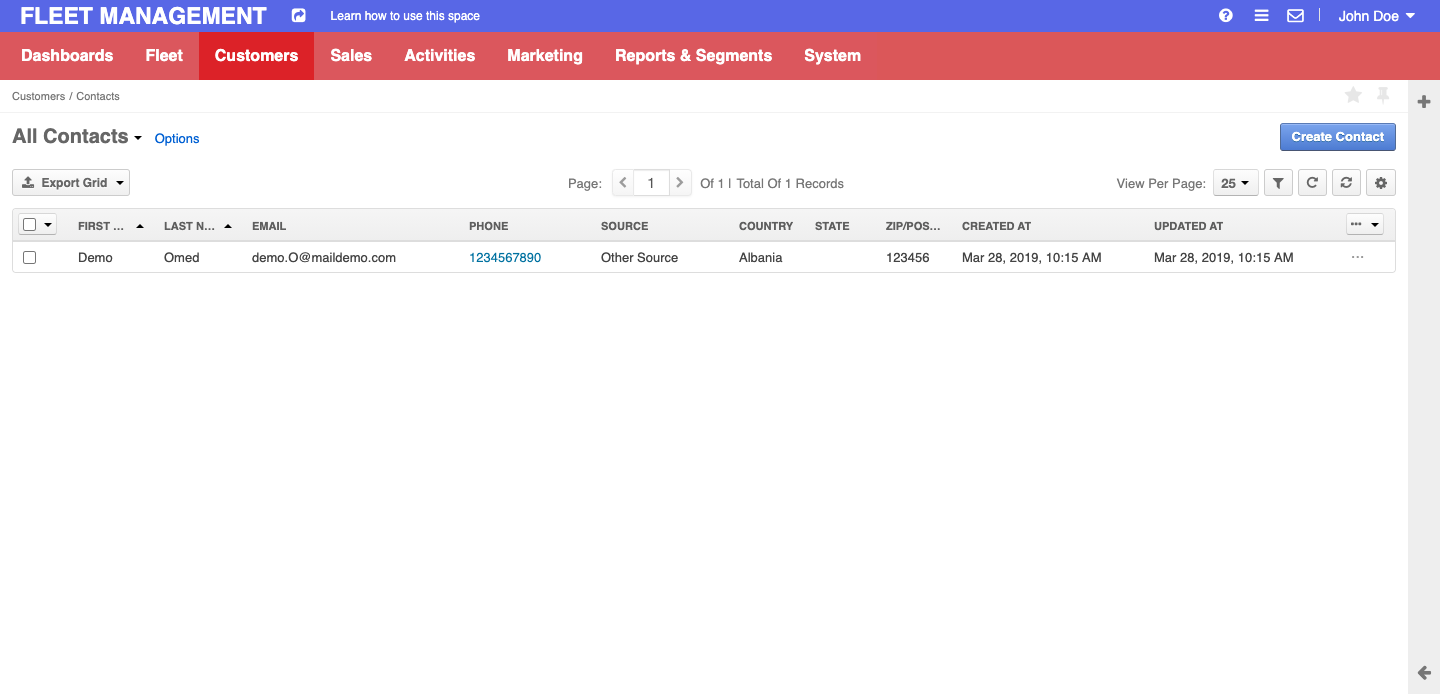 FLEET MANAGEMENT Learn how to use this space John Doe
Dashboards Fleet Customers Sales Activities Marketing Reports & Segments System
Customers / Contacts
All Contacts Options Create Contact
Export Grid Page: 1 Of 1 | Total Of 1 Records View Per Page: 25
FIRST ... LAST N... EMAIL PHONE SOURCE COUNTRY STATE ZIP/POS... CREATED AT UPDATED AT
Demo Omed demo.O@maildemo.com 1234567890 Other Source Albania 123456 Mar 28, 2019, 10:15 AM Mar 28, 2019, 10:15 AM ...